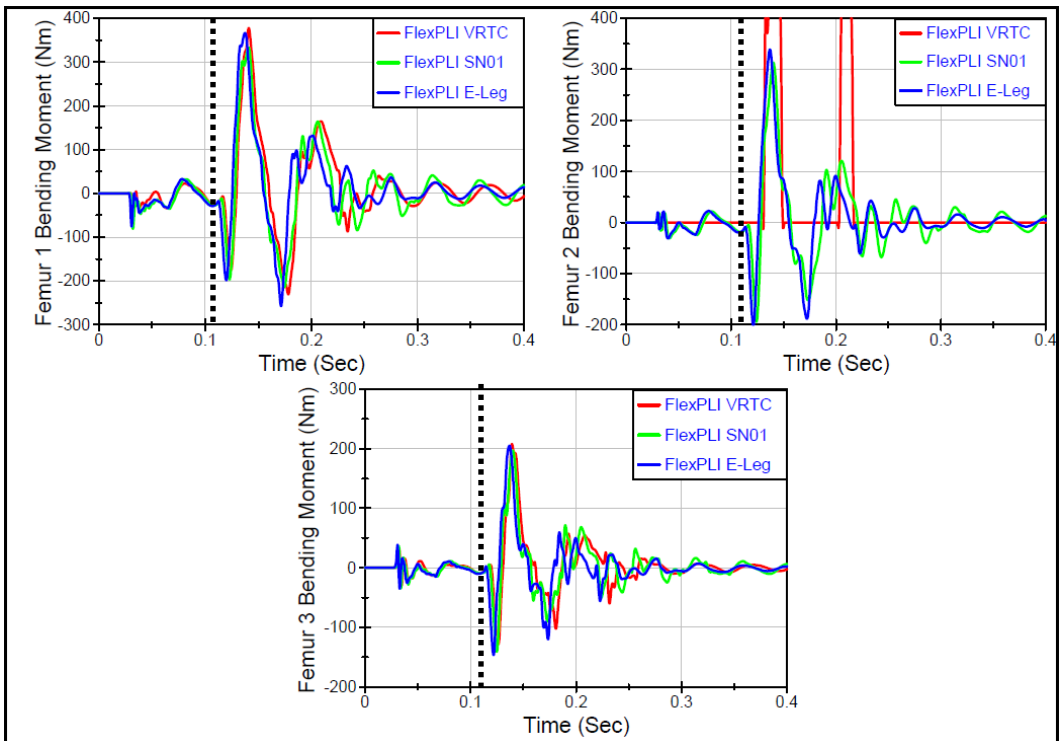 Femur 1 Bending Moment (Nm)
400
300
200
100
0
-100
-200
-300
0
0.1
0.2
0.3
0.4
Time (Sec)
FlexPLI VRTC
FlexPLI SN01
FlexPLI E-Leg
Femur 2 Bending Moment (Nm)
400
300
200
100
0
-100
-200
0
0.1
0.2
0.3
0.4
Time (Sec)
FlexPLI VRTC
FlexPLI SN01
FlexPLI E-Leg
Femur 3 Bending Moment (Nm)
300
200
100
0
-100
-200
0
0.1
0.2
0.3
0.4
Time (Sec)
FlexPLI VRTC
FlexPLI SN01
FlexPLI E-Leg